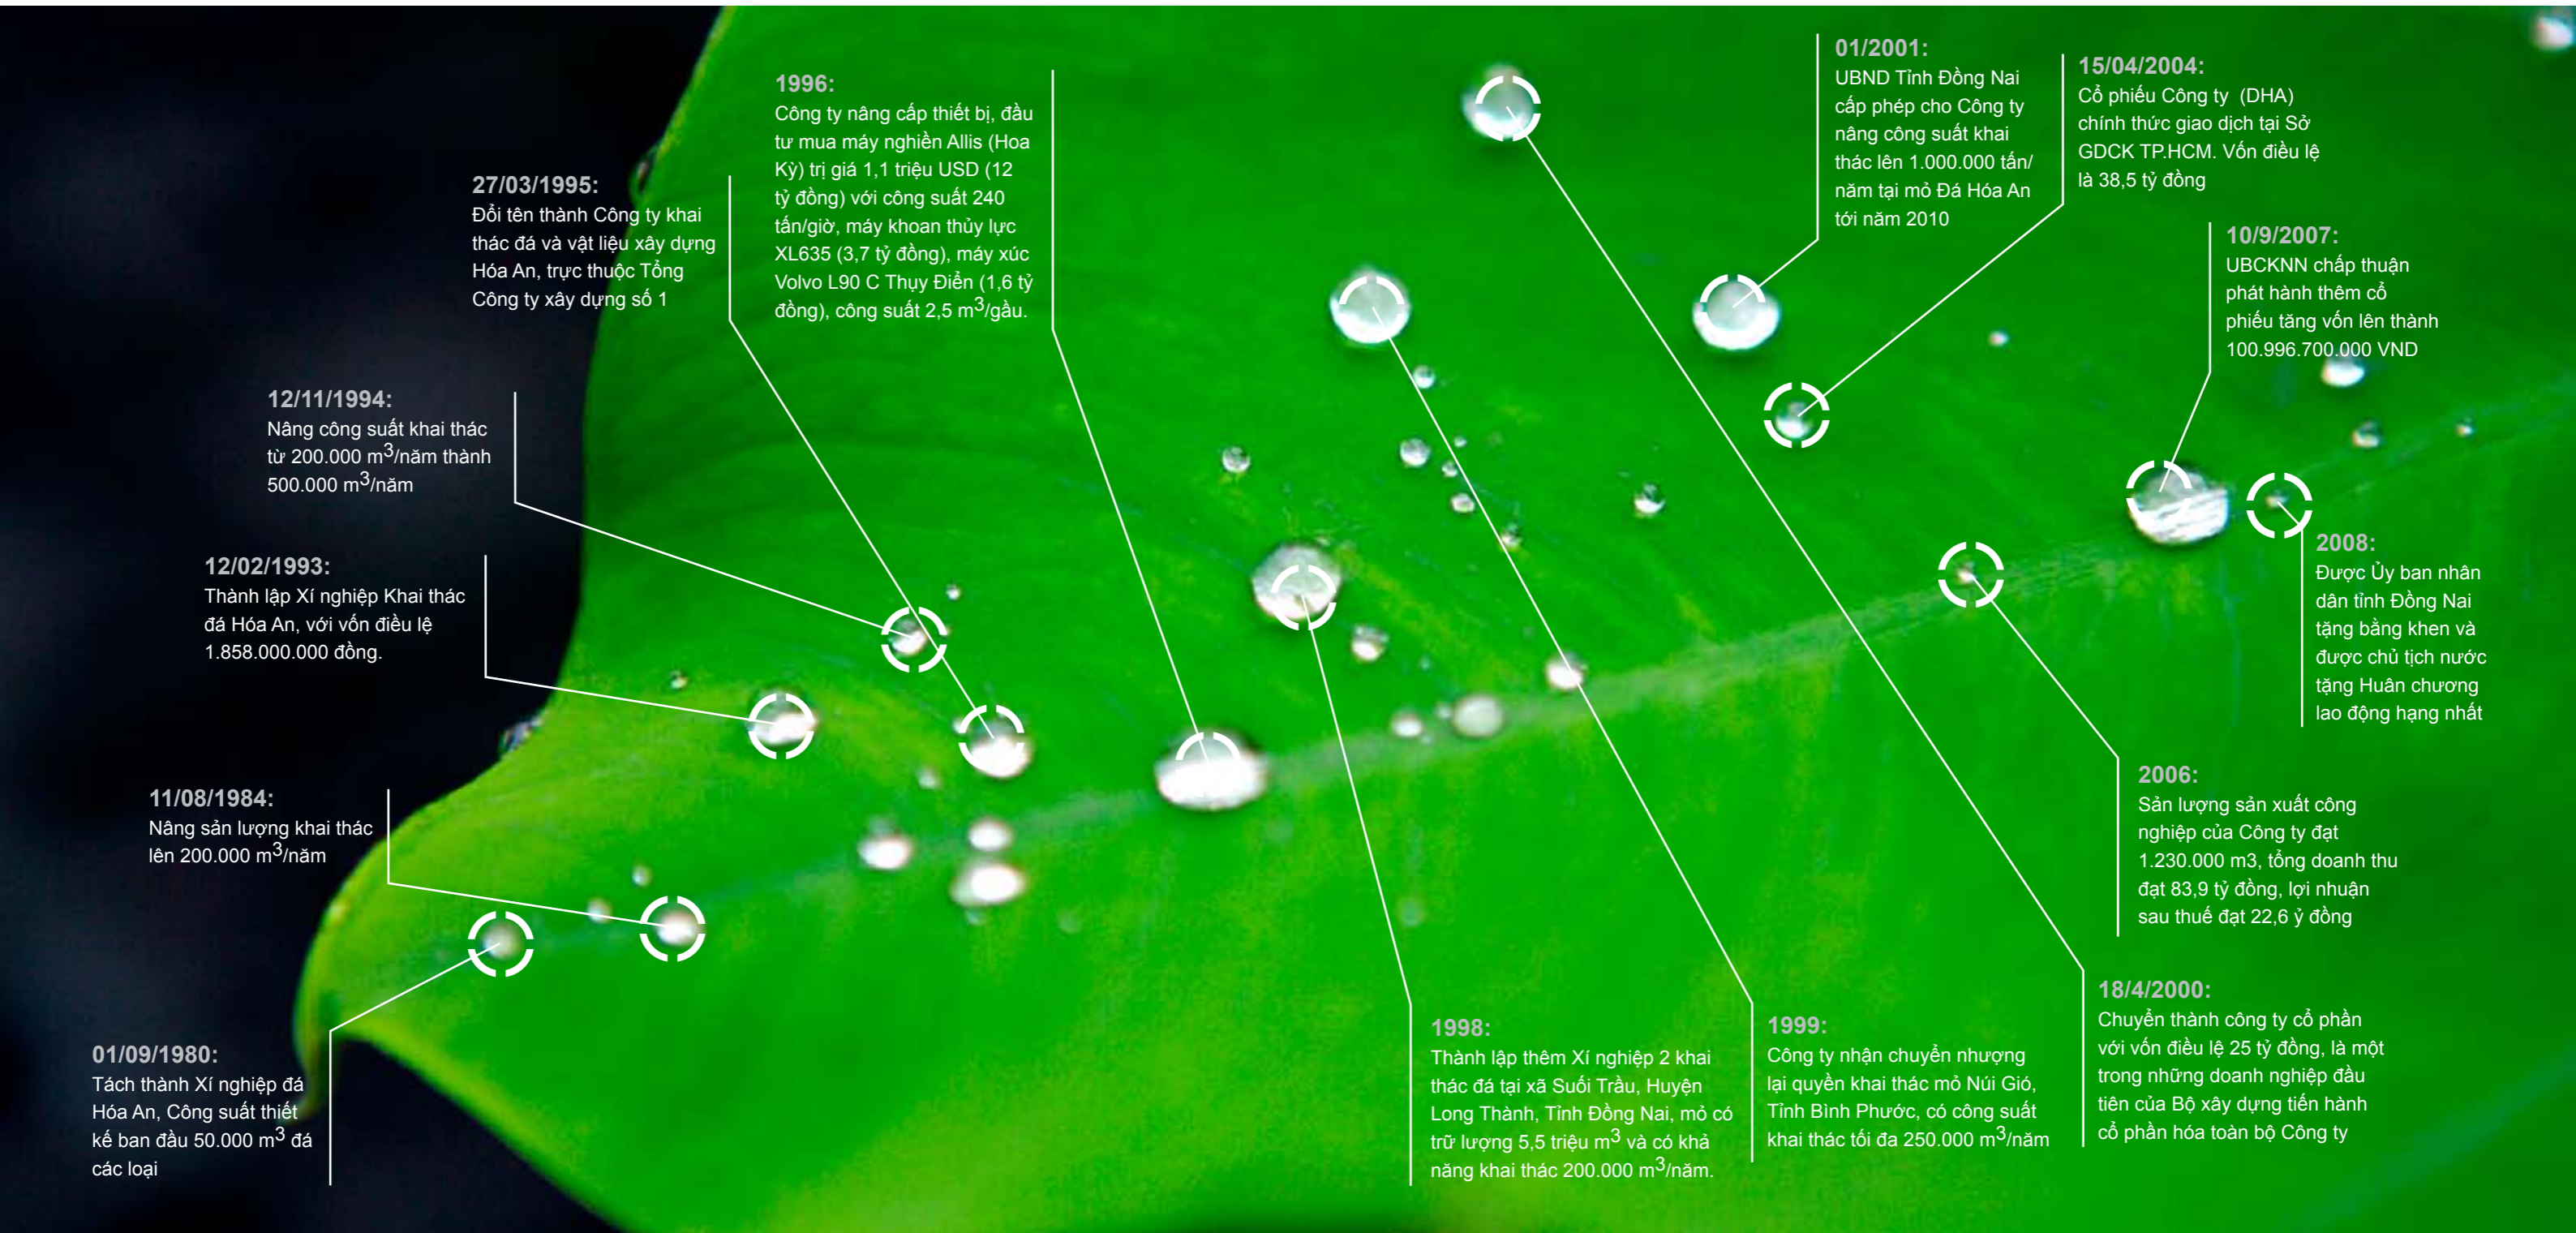 01/09/1980:
Tách thành Xí nghiệp đá
Hóa An, Công suất thiết
kế ban đầu 50.000 m³ đá
các loại
11/08/1984:
Nâng sản lượng khai thác
lên 200.000 m³/năm
12/02/1993:
Thành lập Xí nghiệp Khai thác
đá Hóa An, với vốn điều lệ
1.858.000.000 đồng.
12/11/1994:
Nâng công suất khai thác
từ 200.000 m³/năm thành
500.000 m³/năm
27/03/1995:
Đổi tên thành Công ty khai
thác đá và vật liệu xây dựng
Hóa An, trực thuộc Tổng
Công ty xây dựng số 1
1996:
Công ty nâng cấp thiết bị, đầu
tư mua máy nghiền Allis (Hoa
Kỳ) trị giá 1,1 triệu USD (12
tỷ đồng) với công suất 240
tấn/giờ, máy khoan thủy lực
XL635 (3,7 tỷ đồng), máy xúc
Volvo L90 C Thụy Điển (1,6 tỷ
đồng), công suất 2,5 m³/gầu.
1998:
Thành lập thêm Xí nghiệp 2 khai
thác đá tại xã Suối Trầu, Huyện
Long Thành, Tỉnh Đồng Nai, mỏ có
trữ lượng 5,5 triệu m³ và có khả
năng khai thác 200.000 m³/năm.
1999:
Công ty nhận chuyển nhượng
lại quyền khai thác mỏ Núi Gió,
Tỉnh Bình Phước, có công suất
khai thác tối đa 250.000 m³/năm
18/4/2000:
Chuyển thành công ty cổ phần
với vốn điều lệ 25 tỷ đồng, là một
trong những doanh nghiệp đầu
tiên của Bộ xây dựng tiến hành
cổ phần hóa toàn bộ Công ty
01/2001:
UBND Tỉnh Đồng Nai
cấp phép cho Công ty
nâng công suất khai
thác lên 1.000.000 tấn/
năm tại mỏ Đá Hóa An
tới năm 2010
15/04/2004:
Cổ phiếu Công ty (DHA)
chính thức giao dịch tại Sở
GDCK TP.HCM. Vốn điều lệ
là 38,5 tỷ đồng
2006:
Sản lượng sản xuất công
nghiệp của Công ty đạt
1.230.000 m3, tổng doanh thu
đạt 83,9 tỷ đồng, lợi nhuận
sau thuế đạt 22,6 ý đồng
10/9/2007:
UBCKNN chấp thuận
phát hành thêm cổ
phiếu tăng vốn lên thành
100.996.700.000 VND
2008:
Được Ủy ban nhân
dân tỉnh Đồng Nai
tặng bằng khen và
được chủ tịch nước
tặng Huân chương
lao động hạng nhất